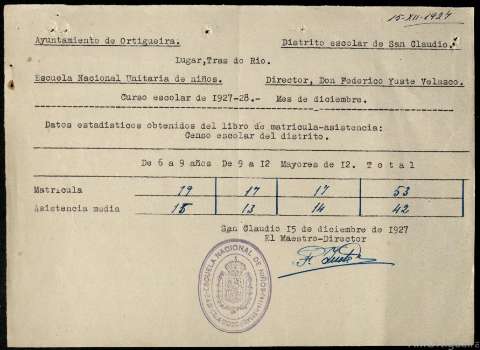 15-XII-1927
Ayuntamiento de Ortigueira. Distrito escolar de San Claudio.
Lugar, Tras do Rio.
Escuela Nacional Unitaria de niños. Director, Don Federico Yuste Velasco.
Curso escolar de 1927-28.- Mes de diciembre.
Datos estadísticos obtenidos del libro de matricula-asistencia:
Censo escolar del distrito.
De 6 a 9 años De 9 a 12 Mayores de 12. Total
Matricula 19 17 17 53
Asistencia media 15 13 14 42
San Claudio 15 de diciembre de 1927
El Maestro-Director
F. Yuste
ESCUELA NACIONAL DE NIÑOS